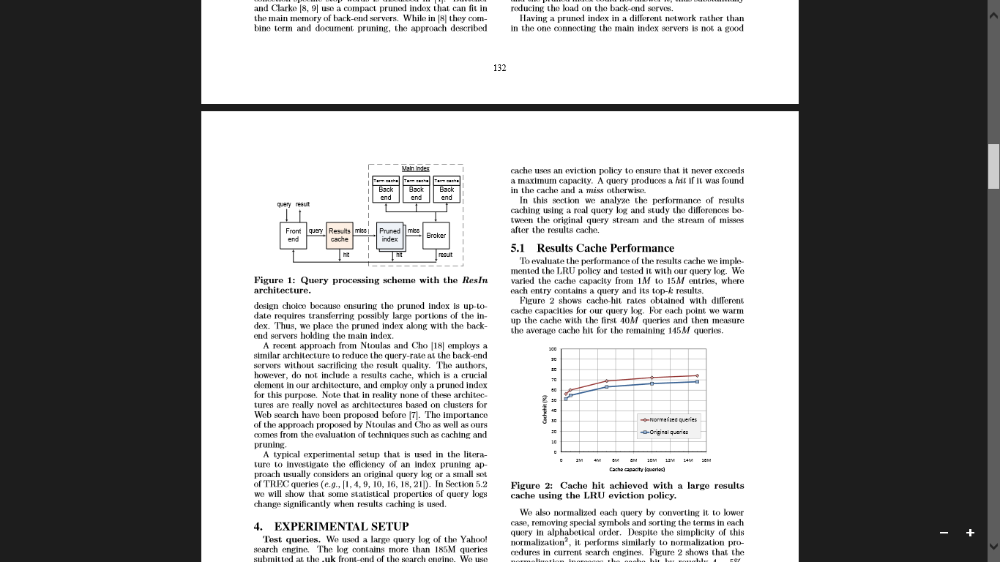 and Clarke [8, 9] use a compact pruned index that can fit in
the main memory of back-end servers. While in [8] they com-
bine term and document pruning, the approach described
reducing the load on the back-end serves.
Having a pruned index in a different network rather than
in the one connecting the main index servers is not a good
132
Main index
Term cache
Term cache
Term cache
Back
end
Back
end
Back
end
query result
Front
end
query
Results
cache
miss
Pruned
index
miss
Broker
hit
hit
result
Figure 1: Query processing scheme with the ResIn
architecture.
design choice because ensuring the pruned index is up-to-
date requires transferring possibly large portions of the in-
dex. Thus, we place the pruned index along with the back-
end servers holding the main index.
A recent approach from Ntoulas and Cho [18] employs a
similar architecture to reduce the query-rate at the back-end
servers without sacrificing the result quality. The authors,
however, do not include a results cache, which is a crucial
element in our architecture, and employ only a pruned index
for this purpose. Note that in reality none of these architec-
tures are really novel as architectures based on clusters for
Web search have been proposed before [7]. The importance
of the approach proposed by Ntoulas and Cho as well as ours
comes from the evaluation of techniques such as caching and
pruning.
A typical experimental setup that is used in the litera-
ture to investigate the efficiency of an index pruning ap-
proach usually considers an original query log or a small set
of TREC queries (e.g., [1, 4, 9, 10, 16, 18, 21]). In Section 5.2
we will show that some statistical properties of query logs
change significantly when results caching is used.
4. EXPERIMENTAL SETUP
Test queries. We used a large query log of the Yahoo!
search engine. The log contains more than 185M queries
submitted at the .uk front-end of the search engine. We use
cache uses an eviction policy to ensure that it never exceeds
a maximum capacity. A query produces a hit if it was found
in the cache and a miss otherwise.
In this section we analyze the performance of results
caching using a real query log and study the differences be-
tween the original query stream and the stream of misses
after the results cache.
5.1 Results Cache Performance
To evaluate the performance of the results cache we imple-
mented the LRU policy and tested it with our query log. We
varied the cache capacity from 1M to 15M entries, where
each entry contains a query and its top-k results.
Figure 2 shows cache-hit rates obtained with different
cache capacities for our query log. For each point we warm
up the cache with the first 40M queries and then measure
the average cache hit for the remaining 145M queries.
100
90
80
70
60
50
40
30
20
10
0
Cachehit (%)
Normalized queries
Original queries
0 2M 4M 6M 8M 10M 12M 14M 16M
Cache capacity (queries)
Figure 2: Cache hit achieved with a large results
cache using the LRU eviction policy.
We also normalized each query by converting it to lower
case, removing special symbols and sorting the terms in each
query in alphabetical order. Despite the simplicity of this
normalization2, it performs similarly to normalization pro-
cedures in current search engines. Figure 2 shows that the